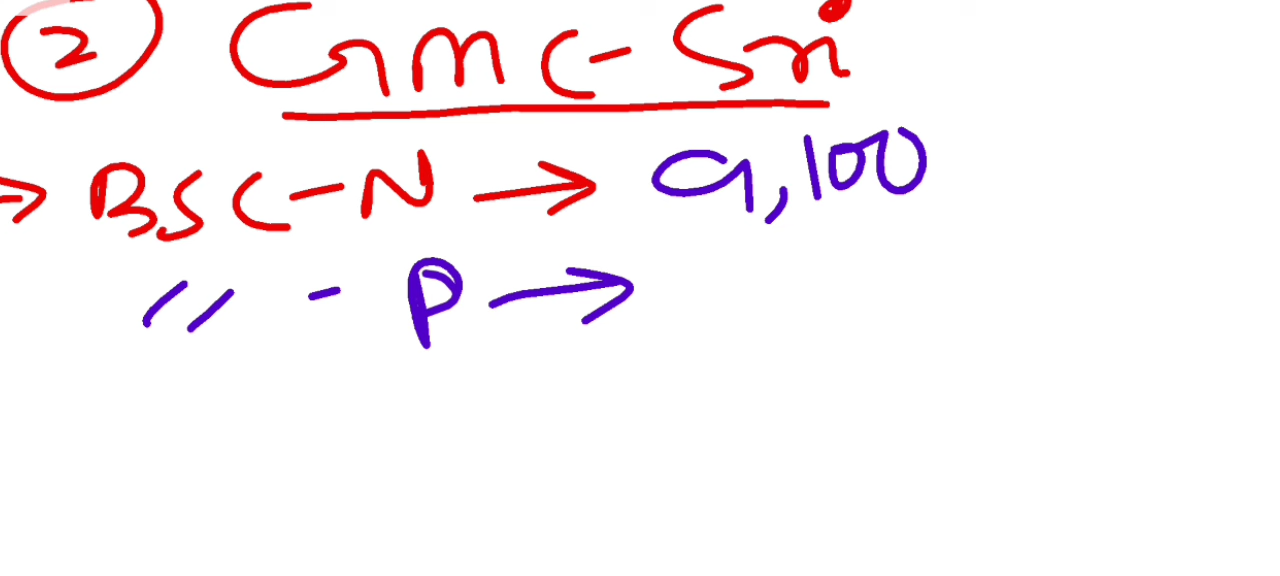 ② GMC-Sri
→ BSC-N → 9,100
〃 - P →